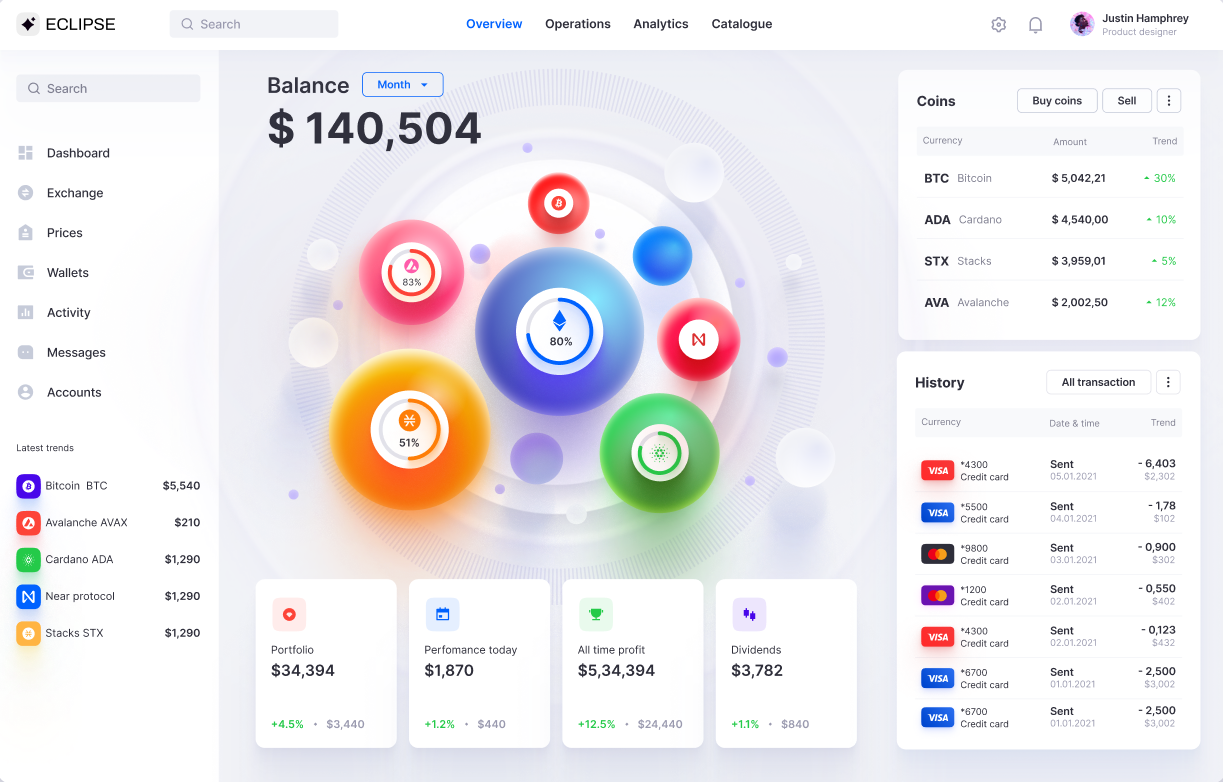 ECLIPSE
Search
Overview Operations Analytics Catalogue
Justin Hamphrey
Product designer
Search
Dashboard
Exchange
Prices
Wallets
Activity
Messages
Accounts
Latest trends
Bitcoin BTC $5,540
Avalanche AVAX $210
Cardano ADA $1,290
Near protocol $1,290
Stacks STX $1,290
Balance Month
$ 140,504
83%
80%
51%
Portfolio
$34,394
+4.5% • $3,440
Perfomance today
$1,870
+1.2% • $440
All time profit
$5,34,394
+12.5% • $24,440
Dividends
$3,782
+1.1% • $840
Coins Buy coins Sell
Currency Amount Trend
BTC Bitcoin $ 5,042,21 30%
ADA Cardano $ 4,540,00 10%
STX Stacks $ 3,959,01 5%
AVA Avalanche $ 2,002,50 12%
History All transaction
Currency Date & time Trend
VISA *4300 Sent - 6,403
Credit card 05.01.2021 $2,302
VISA *5500 Sent - 1,78
Credit card 04.01.2021 $102
*9800 Sent - 0,900
Credit card 03.01.2021 $302
*1200 Sent - 0,550
Credit card 02.01.2021 $402
VISA *4300 Sent - 0,123
Credit card 02.01.2021 $432
VISA *6700 Sent - 2,500
Credit card 01.01.2021 $3,002
VISA *6700 Sent - 2,500
Credit card 01.01.2021 $3,002